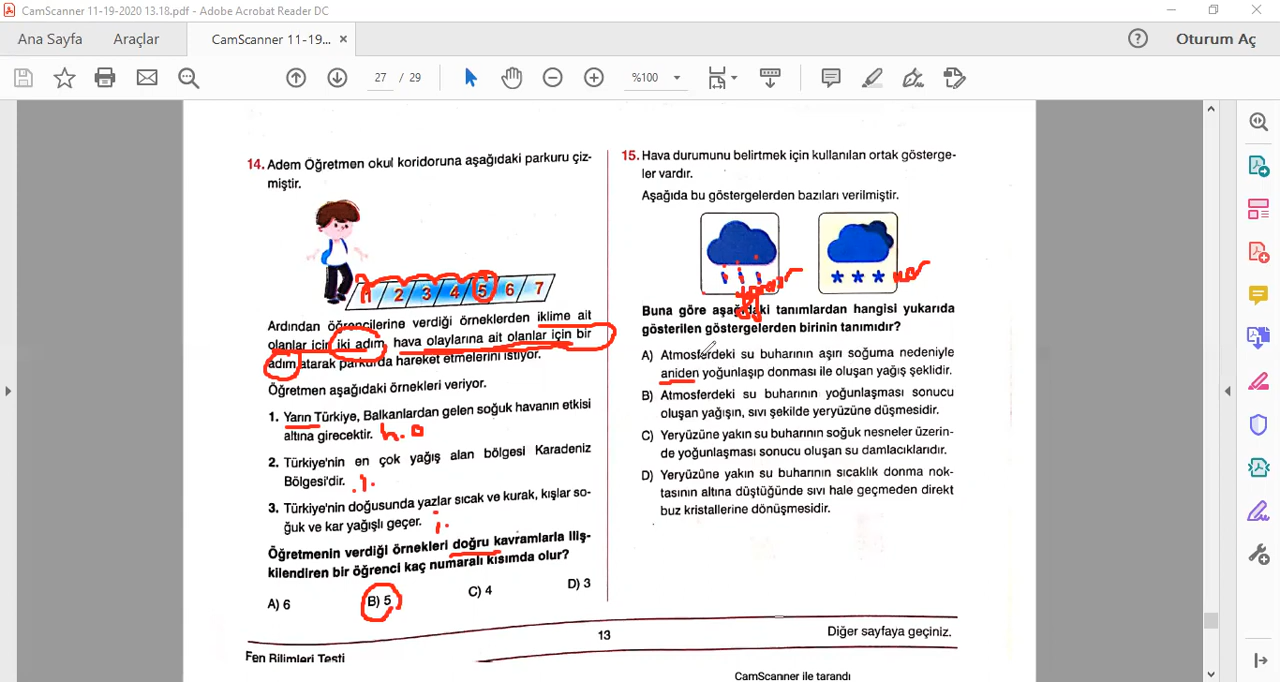 CamScanner 11-19-2020 13.18.pdf - Adobe Acrobat Reader DC
Ana Sayfa
Araçlar
CamScanner 11-19... ×
Oturum Aç
27 / 29
%100
14. Adem Öğretmen okul koridoruna aşağıdaki parkuru çiz-
miştir.
1 2 3 4 5 6 7
Ardından öğrencilerine verdiği örneklerden iklime ait
olanlar için iki adım, hava olaylarına ait olanlar için bir
adım atarak parkurda hareket etmelerini istiyor.
Öğretmen aşağıdaki örnekleri veriyor.
1. Yarın Türkiye, Balkanlardan gelen soğuk havanın etkisi
altına girecektir. h.o
2. Türkiye'nin en çok yağış alan bölgesi Karadeniz
Bölgesi'dir. .i.
3. Türkiye'nin doğusunda yazlar sıcak ve kurak, kışlar so-
ğuk ve kar yağışlı geçer. i.
Öğretmenin verdiği örnekleri doğru kavramlarla iliş-
kilendiren bir öğrenci kaç numaralı kısımda olur?
A) 6
B) 5
C) 4
D) 3
15. Hava durumunu belirtmek için kullanılan ortak gösterge-
ler vardır.
Aşağıda bu göstergelerden bazıları verilmiştir.
* * *
Buna göre aşağıdaki tanımlardan hangisi yukarıda
gösterilen göstergelerden birinin tanımıdır?
A) Atmosferdeki su buharının aşırı soğuma nedeniyle
aniden yoğunlaşıp donması ile oluşan yağış şeklidir.
B) Atmosferdeki su buharının yoğunlaşması sonucu
oluşan yağışın, sıvı şekilde yeryüzüne düşmesidir.
C) Yeryüzüne yakın su buharının soğuk nesneler üzerin-
de yoğunlaşması sonucu oluşan su damlacıklarıdır.
D) Yeryüzüne yakın su buharının sıcaklık donma nok-
tasının altına düştüğünde sıvı hale geçmeden direkt
buz kristallerine dönüşmesidir.
13
Diğer sayfaya geçiniz.
Fen Bilimleri Testi
CamScanner ile tarandı